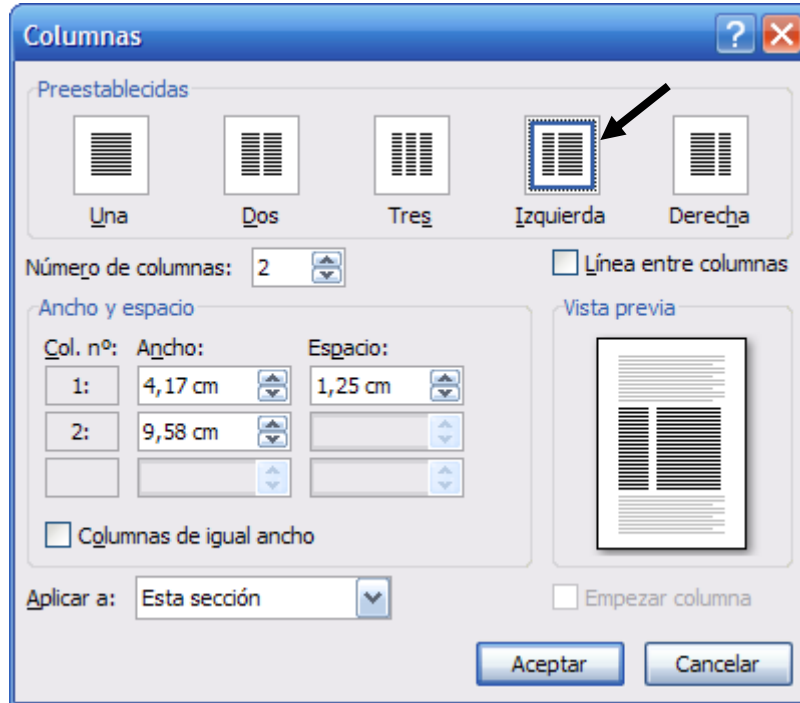 Columnas
Preestablecidas
Una Dos Tres Izquierda Derecha
Número de columnas: 2 Línea entre columnas
Ancho y espacio Vista previa
Col. nº: Ancho: Espacio:
1: 4,17 cm 1,25 cm
2: 9,58 cm
Columnas de igual ancho
Aplicar a: Esta sección Empezar columna
Aceptar Cancelar